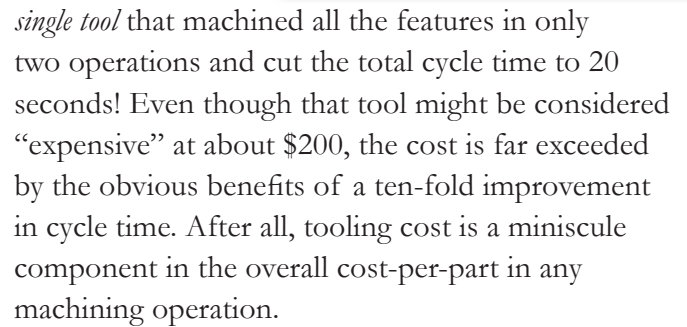 single tool that machined all the features in only
two operations and cut the total cycle time to 20
seconds! Even though that tool might be considered
“expensive” at about $200, the cost is far exceeded
by the obvious benefits of a ten-fold improvement
in cycle time. After all, tooling cost is a miniscule
component in the overall cost-per-part in any
machining operation.